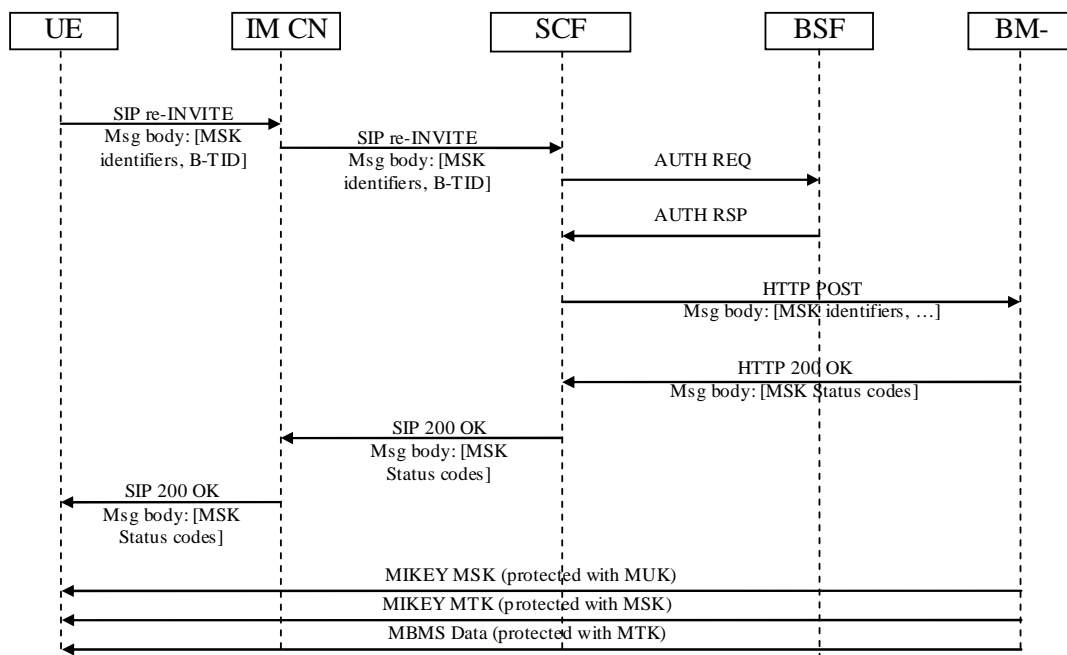 UE
IM CN
SCF
BSF
BM-
SIP re-INVITE
Msg body: [MSK
identifiers, B-TID]
SIP re-INVITE
Msg body: [MSK
identifiers, B-TID]
AUTH REQ
AUTH RSP
HTTP POST
Msg body: [MSK identifiers, …]
HTTP 200 OK
Msg body: [MSK Status codes]
SIP 200 OK
Msg body: [MSK
Status codes]
SIP 200 OK
Msg body: [MSK
Status codes]
MIKEY MSK (protected with MUK)
MIKEY MTK (protected with MSK)
MBMS Data (protected with MTK)